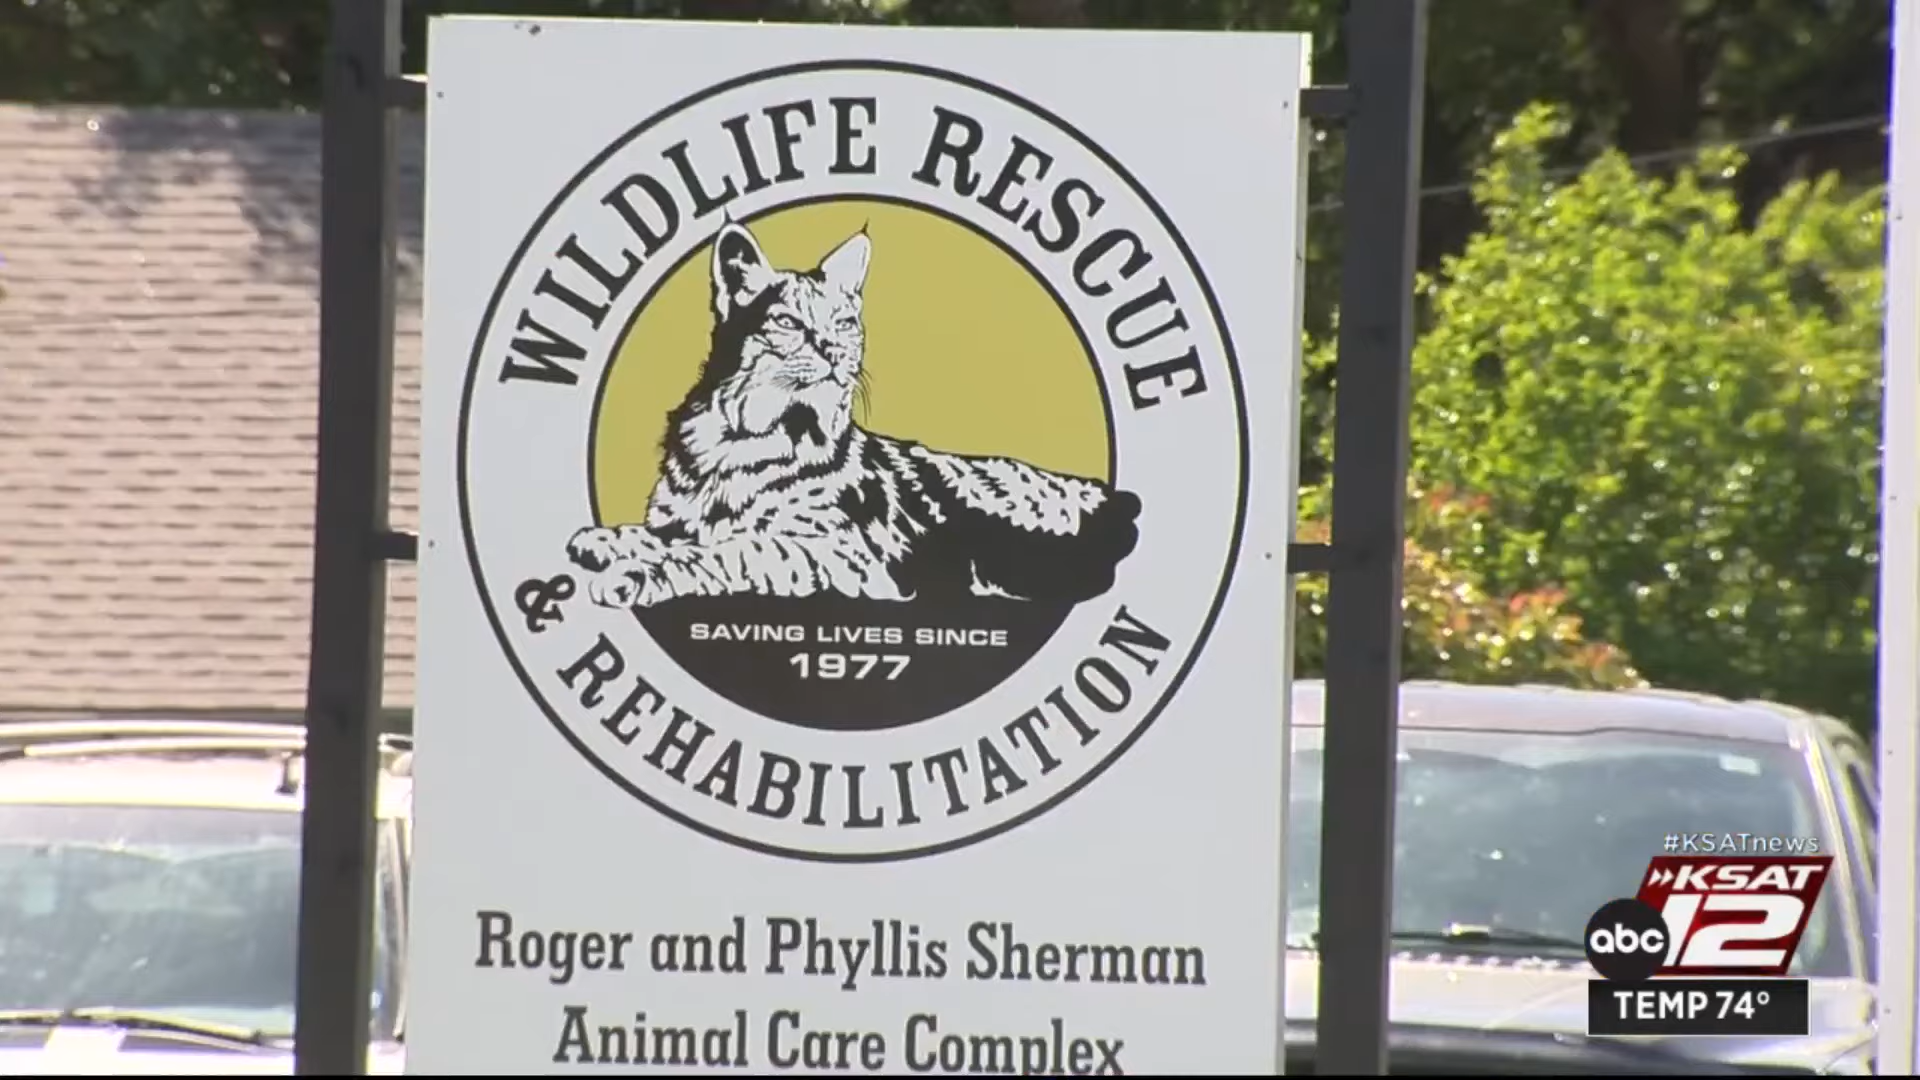 WILDLIFE RESCUE
& REHABILITATION
SAVING LIVES SINCE
1977
Roger and Phyllis Sherman
Animal Care Complex
#KSATnews
KSAT
abc 12
TEMP 74°